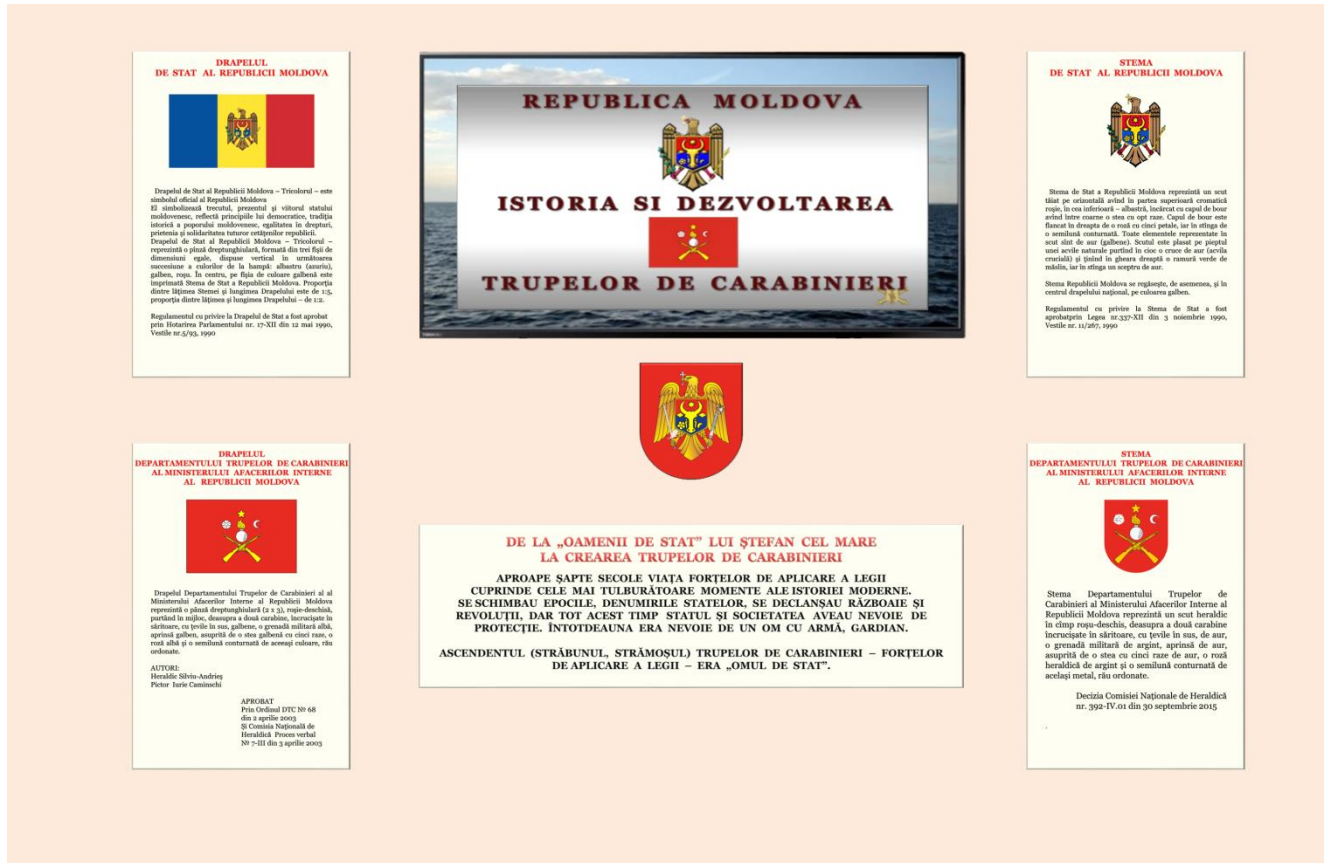 DRAPELUL
DE STAT AL REPUBLICII MOLDOVA
Drapelul de Stat al Republicii Moldova – Tricolorul – este
simbolul oficial al Republicii Moldova
El simbolizează trecutul, prezentul și viitorul statului
moldovenesc, reflectă principiile lui democratice, tradiția
istorică a poporului moldovenesc, egalitatea în drepturi,
prietenia și solidaritatea tuturor cetățenilor republicii.
Drapelul de Stat al Republicii Moldova – Tricolorul –
reprezintă o pînză dreptunghiulară, formată din trei fîșii de
dimensiuni egale, dispuse vertical în următoarea
succesiune a culorilor de la hampă: albastru (azuriu),
galben, roșu. În centru, pe fîșia de culoare galbenă este
imprimată Stema de Stat a Republicii Moldova. Proporția
dintre lățimea Stemei și lungimea Drapelului este de 1:5,
proporția dintre lățimea și lungimea Drapelului – de 1:2.
Regulamentul cu privire la Drapelul de Stat a fost aprobat
prin Hotarîrea Parlamentului nr. 17-XII din 12 mai 1990,
Vestile nr.5/93, 1990
REPUBLICA MOLDOVA
ISTORIA SI DEZVOLTAREA
TRUPELOR DE CARABINIERI
STEMA
DE STAT AL REPUBLICII MOLDOVA
Stema de Stat a Republicii Moldova reprezintă un scut
tăiat pe orizontală avînd în partea superioară cromatică
roșie, în cea inferioară – albastră, încărcat cu capul de bour
avînd între coarne o stea cu opt raze. Capul de bour este
flancat în dreapta de o roză cu cinci petale, iar în stînga de
o semilună conturnată. Toate elementele reprezentate în
scut sînt de aur (galbene). Scutul este plasat pe pieptul
unei acvile naturale purtînd în cioc o cruce de aur (acvila
crucială) și ținînd în gheara dreaptă o ramură verde de
măslin, iar în stînga un sceptru de aur.
Stema Republicii Moldova se regăsește, de asemenea, și în
centrul drapelului național, pe culoarea galben.
Regulamentul cu privire la Stema de Stat a fost
aprobatprin Legea nr.337-XII din 3 noiembrie 1990,
Vestile nr. 11/267, 1990
DRAPELUL
DEPARTAMENTULUI TRUPELOR DE CARABINIERI
AL MINISTERULUI AFACERILOR INTERNE
AL REPUBLICII MOLDOVA
Drapelul Departamentului Trupelor de Carabinieri al al
Ministerului Afacerilor Interne al Republicii Moldova
reprezintă o pânză dreptunghiulară (2 x 3), roșie-deschisă,
purtând în mijloc, deasupra a două carabine, încrucișate în
săritoare, cu țevile în sus, galbene, o grenadă militară albă,
aprinsă galben, asuprită de o stea galbenă cu cinci raze, o
roză albă și o semilună conturnată de aceeași culoare, rău
ordonate.
AUTORI:
Heraldic Silviu-Andrieș
Pictor Iurie Caminschi
APROBAT
Prin Ordinul DTC № 68
din 2 aprilie 2003
Și Comisia Națională de
Heraldică Proces verbal
№ 7-III din 3 aprilie 2003
DE LA „OAMENII DE STAT” LUI ȘTEFAN CEL MARE
LA CREAREA TRUPELOR DE CARABINIERI
APROAPE ȘAPTE SECOLE VIAȚA FORȚELOR DE APLICARE A LEGII
CUPRINDE CELE MAI TULBURĂTOARE MOMENTE ALE ISTORIEI MODERNE.
SE SCHIMBAU EPOCILE, DENUMIRILE STATELOR, SE DECLANȘAU RĂZBOAIE ȘI
REVOLUȚII, DAR TOT ACEST TIMP STATUL ȘI SOCIETATEA AVEAU NEVOIE DE
PROTECȚIE. ÎNTOTDEAUNA ERA NEVOIE DE UN OM CU ARMĂ, GARDIAN.
ASCENDENTUL (STRĂBUNUL, STRĂMOȘUL) TRUPELOR DE CARABINIERI – FORȚELOR
DE APLICARE A LEGII – ERA „OMUL DE STAT”.
STEMA
DEPARTAMENTULUI TRUPELOR DE CARABINIERI
AL MINISTERULUI AFACERILOR INTERNE
AL REPUBLICII MOLDOVA
Stema Departamentului Trupelor de
Carabinieri al Ministerului Afacerilor Interne al
Republicii Moldova reprezintă un scut heraldic
în cîmp roșu-deschis, deasupra a două carabine
încrucișate în săritoare, cu țevile în sus, de aur,
o grenadă militară de argint, aprinsă de aur,
asuprită de o stea cu cinci raze de aur, o roză
heraldică de argint și o semilună conturnată de
același metal, rău ordonate.
Decizia Comisiei Naționale de Heraldică
nr. 392-IV.01 din 30 septembrie 2015